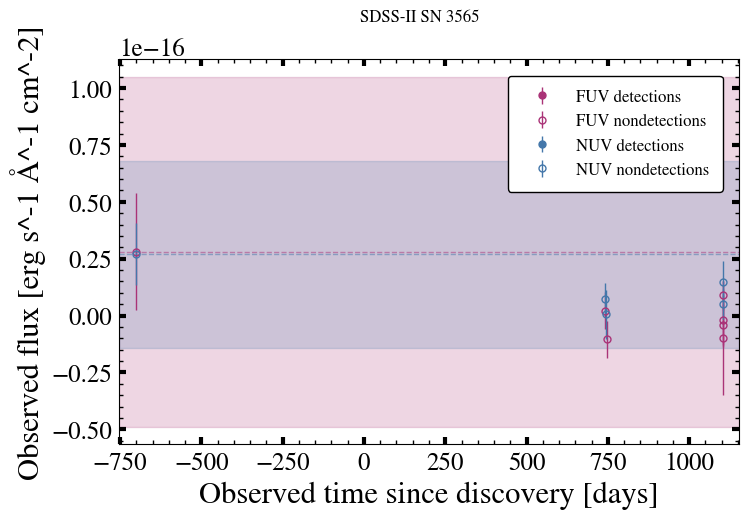 SDSS-II SN 3565
1e−16
Observed flux [erg s^-1 Å^-1 cm^-2]
1.00
0.75
0.50
0.25
0.00
−0.25
−0.50
FUV detections
FUV nondetections
NUV detections
NUV nondetections
−750 −500 −250 0 250 500 750 1000
Observed time since discovery [days]